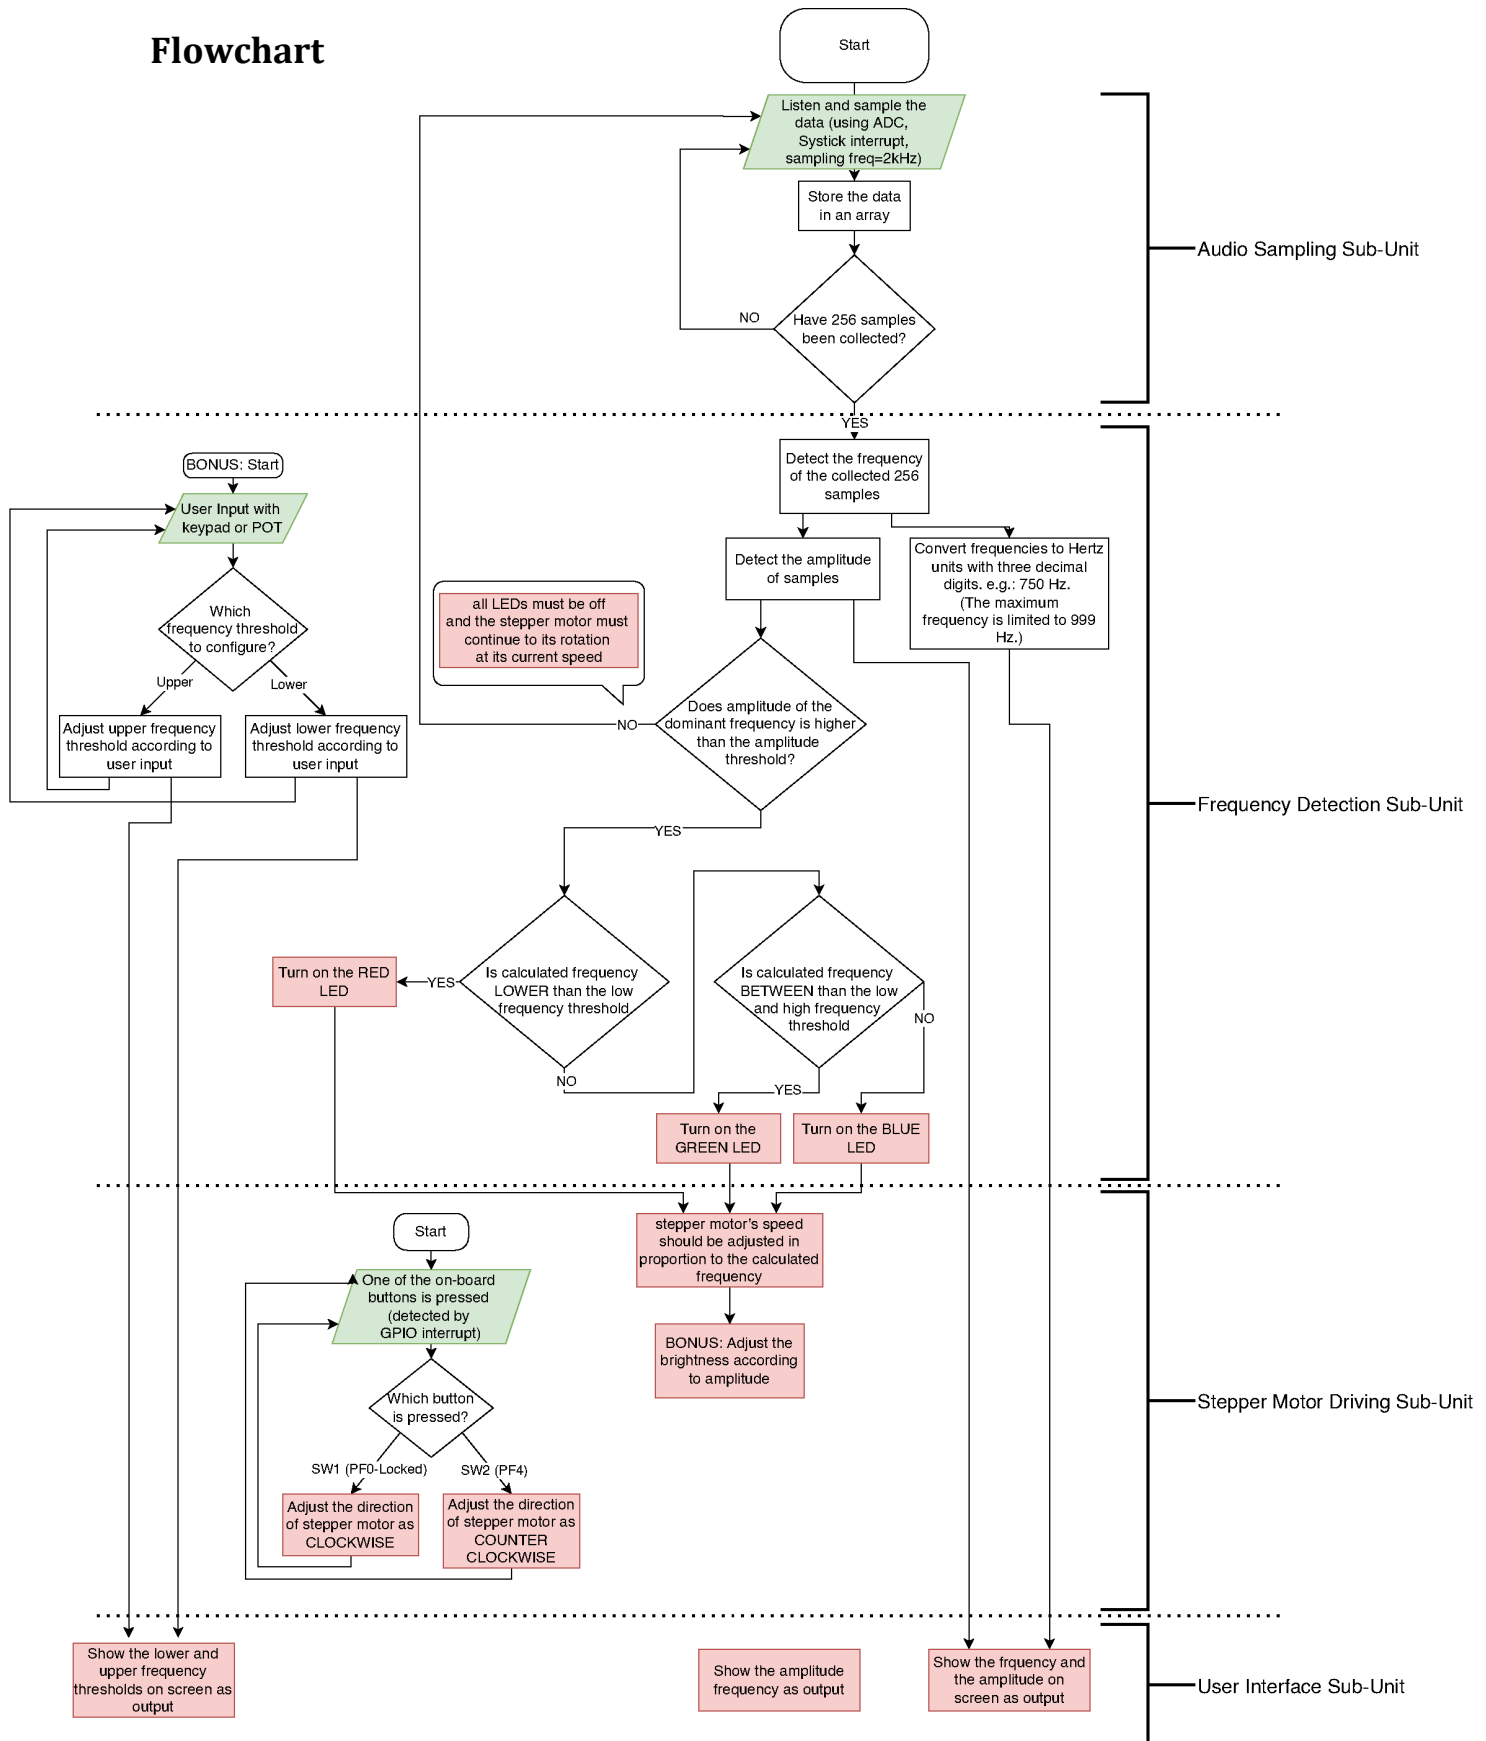 Flowchart
Start
Listen and sample the
data (using ADC,
Systick interrupt,
sampling freq=2kHz)
Store the data
in an array
Have 256 samples
been collected?
NO
YES
Audio Sampling Sub-Unit
BONUS: Start
User Input with
keypad or POT
Which
frequency threshold
to configure?
Upper
Lower
Adjust upper frequency
threshold according to
user input
Adjust lower frequency
threshold according to
user input
Detect the frequency
of the collected 256
samples
Detect the amplitude
of samples
Convert frequencies to Hertz
units with three decimal
digits. e.g.: 750 Hz.
(The maximum
frequency is limited to 999
Hz.)
all LEDs must be off
and the stepper motor must
continue to its rotation
at its current speed
Does amplitude of the
dominant frequency is higher
than the amplitude
threshold?
NO
YES
Frequency Detection Sub-Unit
Is calculated frequency
LOWER than the low
frequency threshold
YES
NO
Turn on the RED
LED
Is calculated frequency
BETWEEN than the low
and high frequency
threshold
NO
YES
Turn on the
GREEN LED
Turn on the BLUE
LED
Start
One of the on-board
buttons is pressed
(detected by
GPIO interrupt)
Which button
is pressed?
SW1 (PF0-Locked)
SW2 (PF4)
Adjust the direction
of stepper motor as
CLOCKWISE
Adjust the direction
of stepper motor as
COUNTER
CLOCKWISE
stepper motor's speed
should be adjusted in
proportion to the calculated
frequency
BONUS: Adjust the
brightness according
to amplitude
Stepper Motor Driving Sub-Unit
Show the lower and
upper frequency
thresholds on screen as
output
Show the amplitude
frequency as output
Show the frquency and
the amplitude on
screen as output
User Interface Sub-Unit